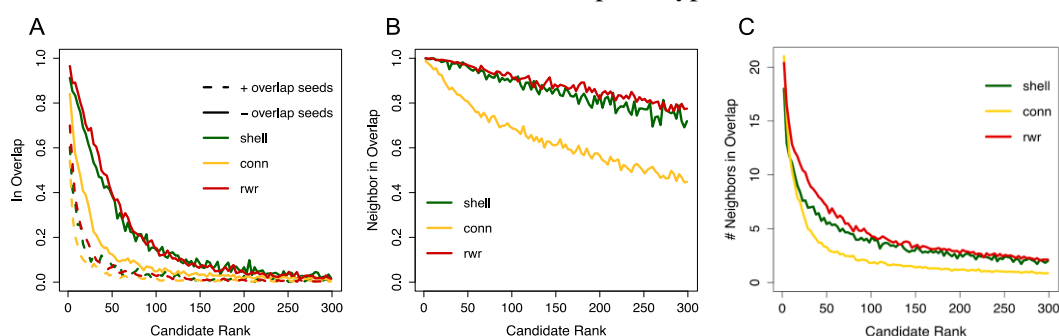 A
In Overlap
1.0
0.8
0.6
0.4
0.2
0.0
+ overlap seeds
− overlap seeds
shell
conn
rwr
0 50 100 150 200 250 300
Candidate Rank
B
Neighbor in Overlap
1.0
0.8
0.6
0.4
0.2
0.0
shell
conn
rwr
0 50 100 150 200 250 300
Candidate Rank
C
# Neighbors in Overlap
20
15
10
5
0
shell
conn
rwr
0 50 100 150 200 250 300
Candidate Rank